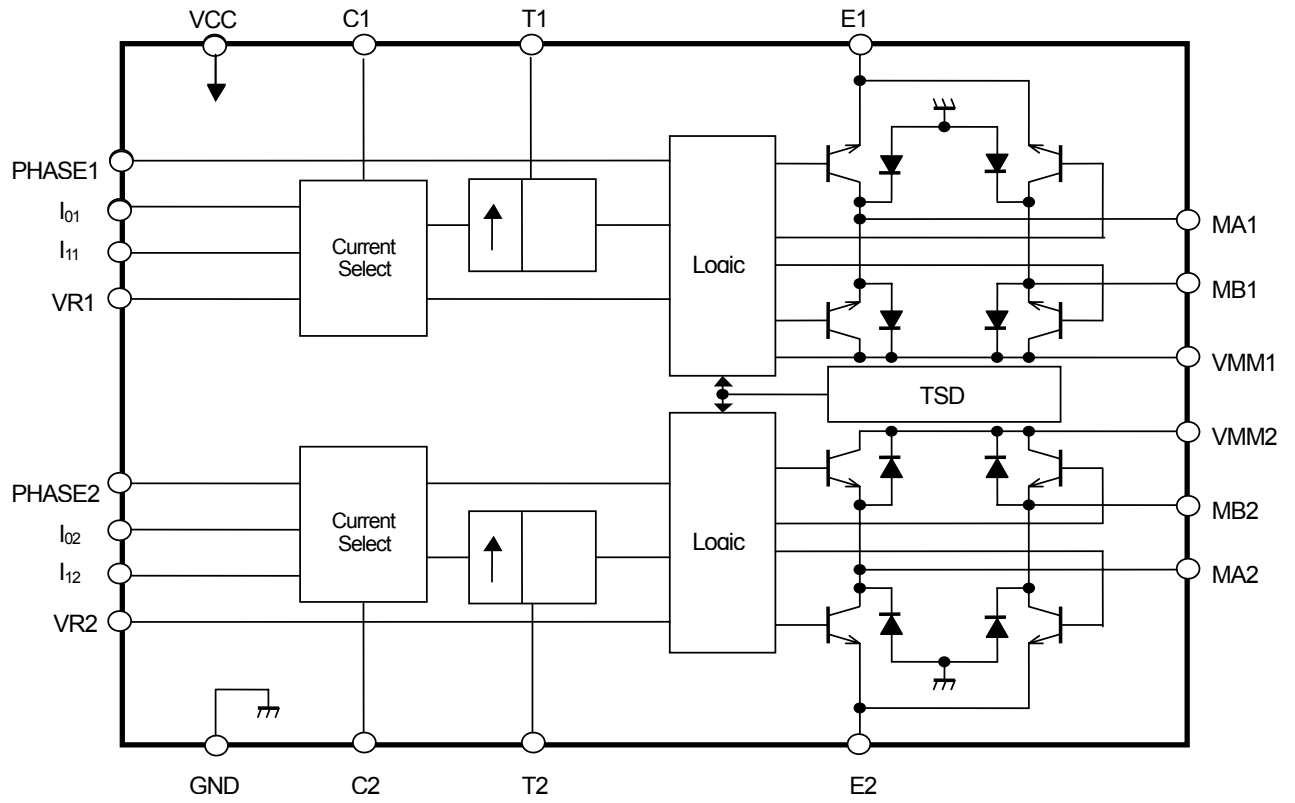 VCC
C1
T1
E1
PHASE1
I01
I11
VR1
Current
Select
Logic
MA1
MB1
VMM1
TSD
VMM2
PHASE2
I02
I12
VR2
Current
Select
Logic
MB2
MA2
GND
C2
T2
E2